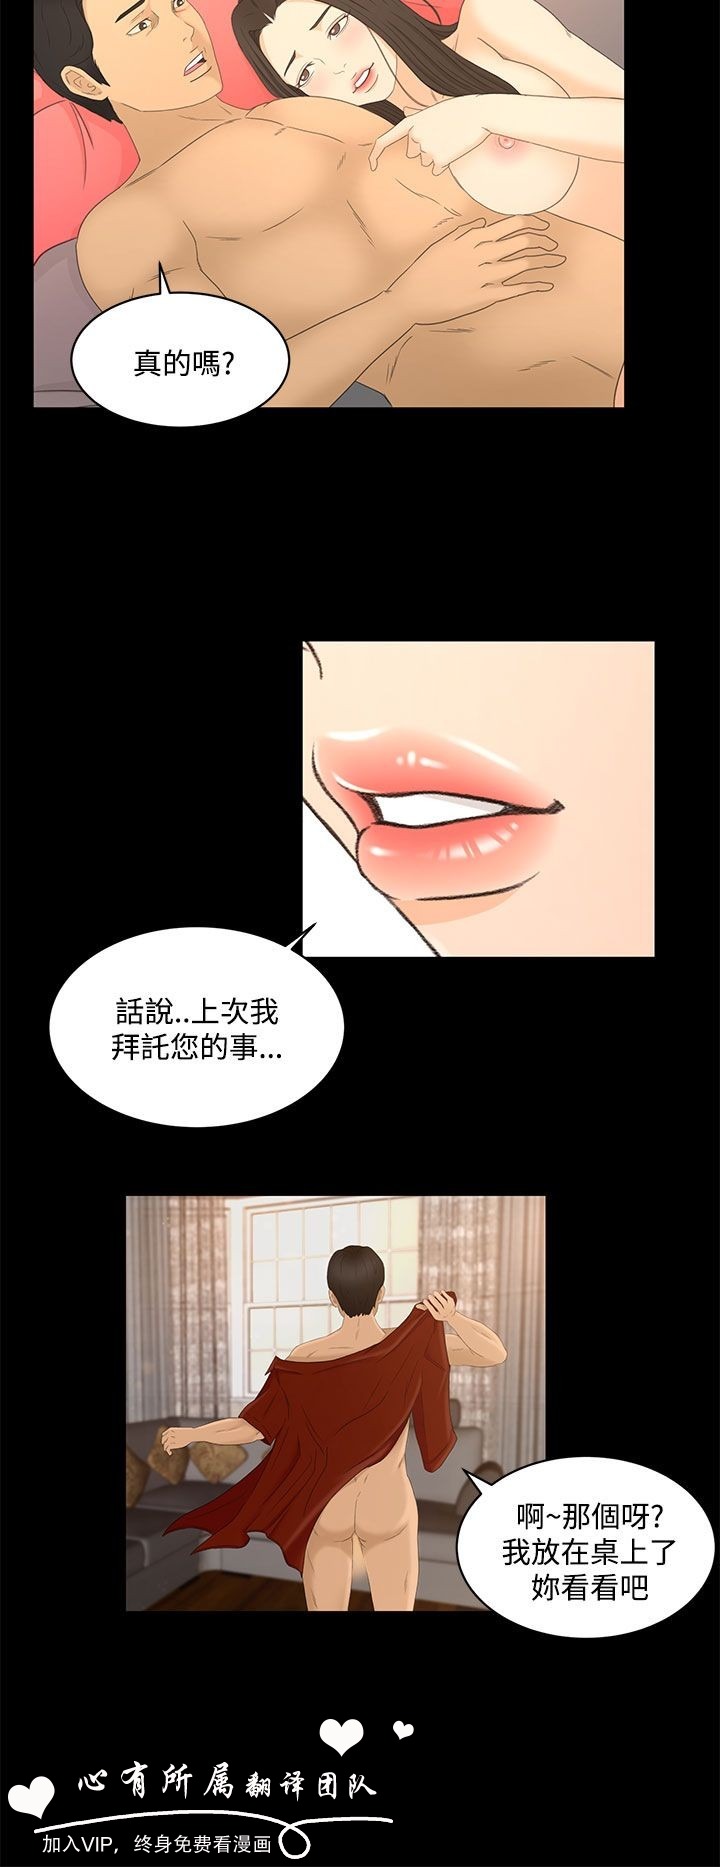 真的嗎?
話說..上次我
拜託您的事...
啊~那個呀?
我放在桌上了
妳看看吧
心有所属翻译团队
加入VIP，终身免费看漫画